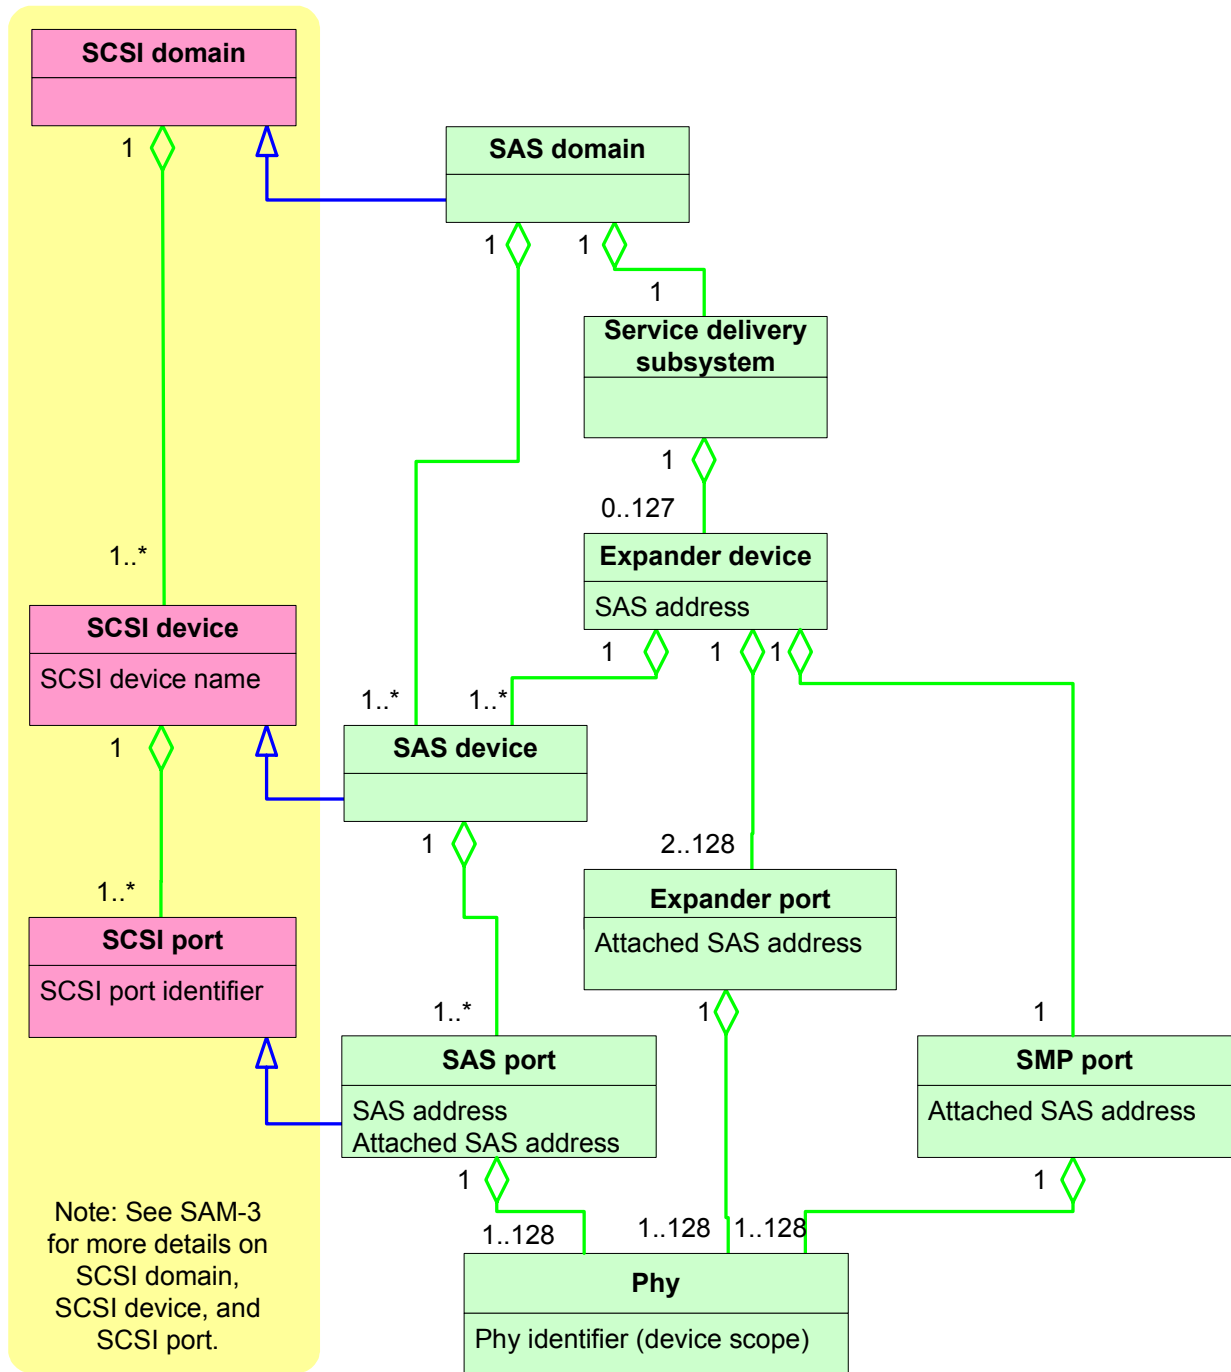 SCSI domain
1
SAS domain
1
1
1
Service delivery
subsystem
1
0..127
1..*
Expander device
SAS address
SCSI device
SCSI device name
1
1
1
1..*
1..*
1
SAS device
1
2..128
1..*
Expander port
Attached SAS address
SCSI port
SCSI port identifier
1..*
1
1
SAS port
SAS address
Attached SAS address
SMP port
Attached SAS address
1
1
Note: See SAM-3
for more details on
SCSI domain,
SCSI device, and
SCSI port.
1..128
1..128
1..128
Phy
Phy identifier (device scope)